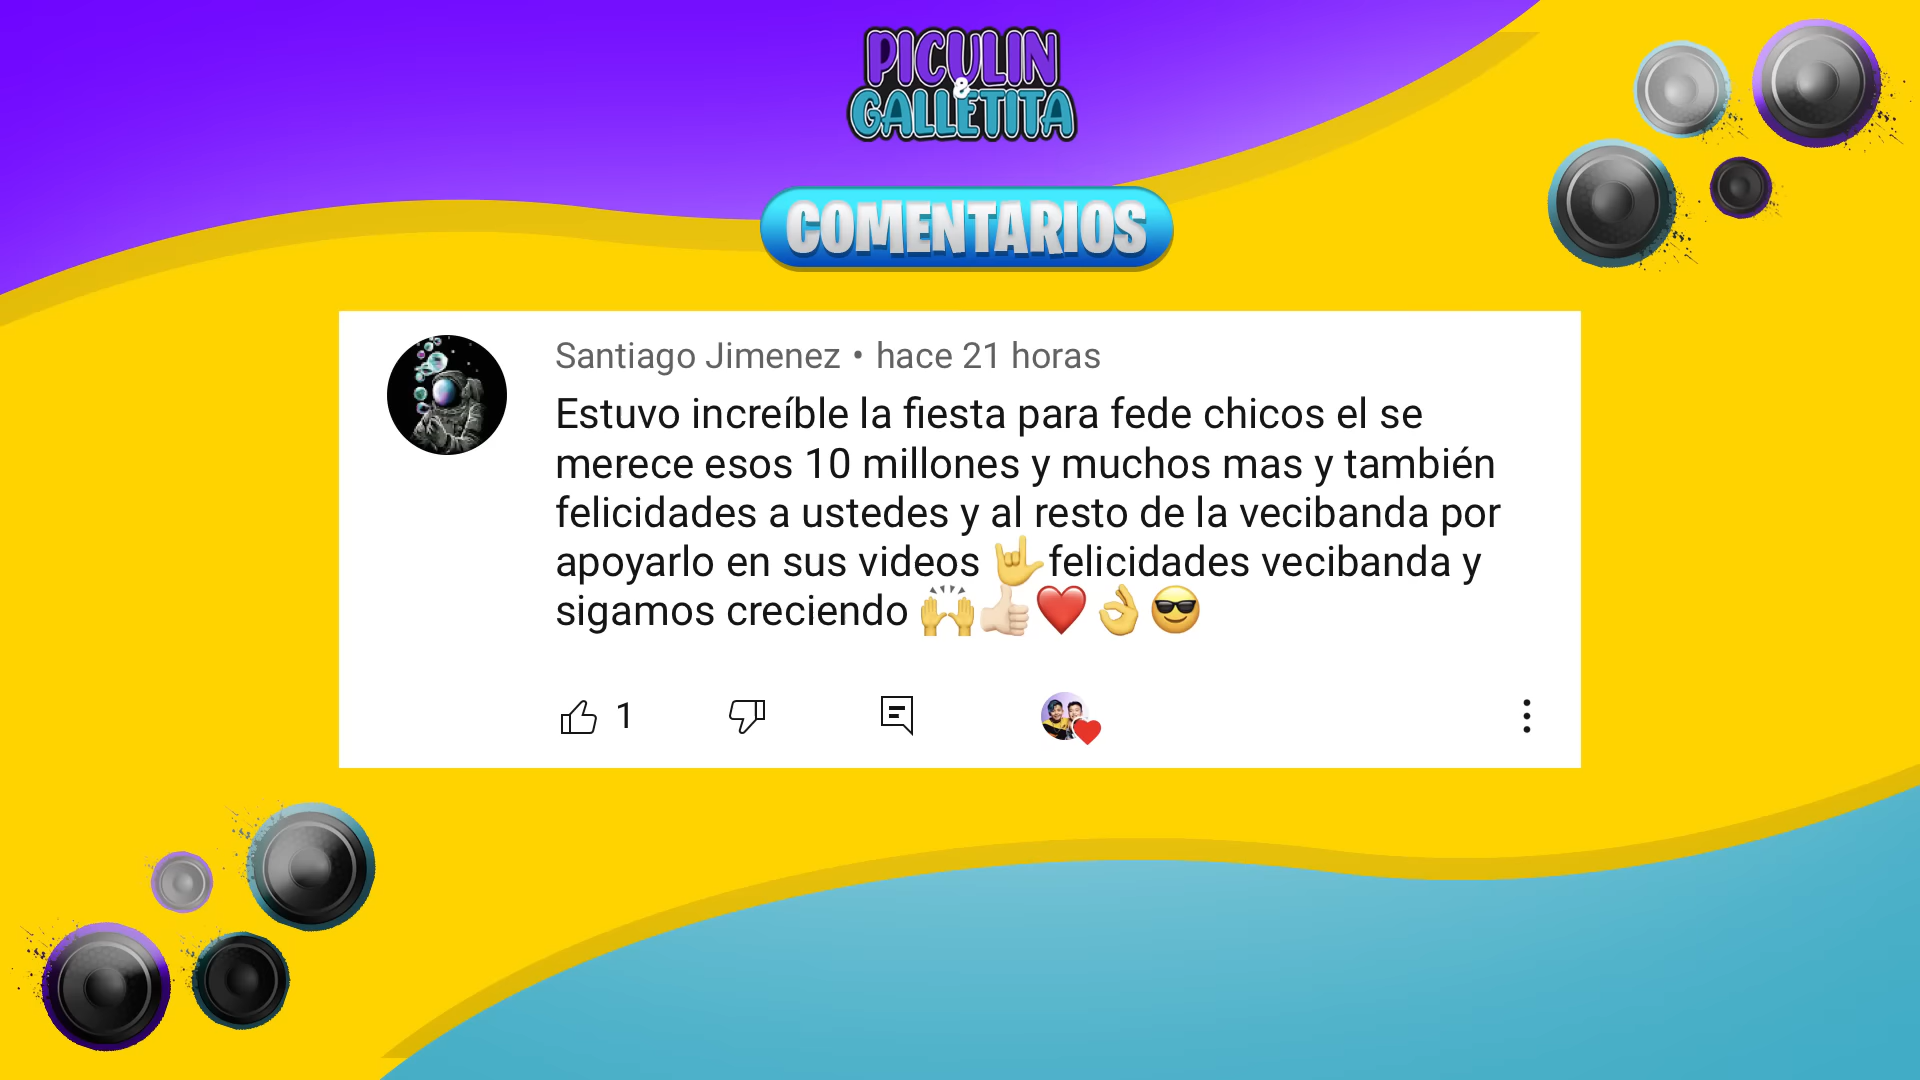 PICULIN
&
GALLETITA
COMENTARIOS
Santiago Jimenez • hace 21 horas
Estuvo increíble la fiesta para fede chicos el se
merece esos 10 millones y muchos mas y también
felicidades a ustedes y al resto de la vecibanda por
apoyarlo en sus videos 🤟felicidades vecibanda y
sigamos creciendo 🙌👍🏻❤️👌😎
1